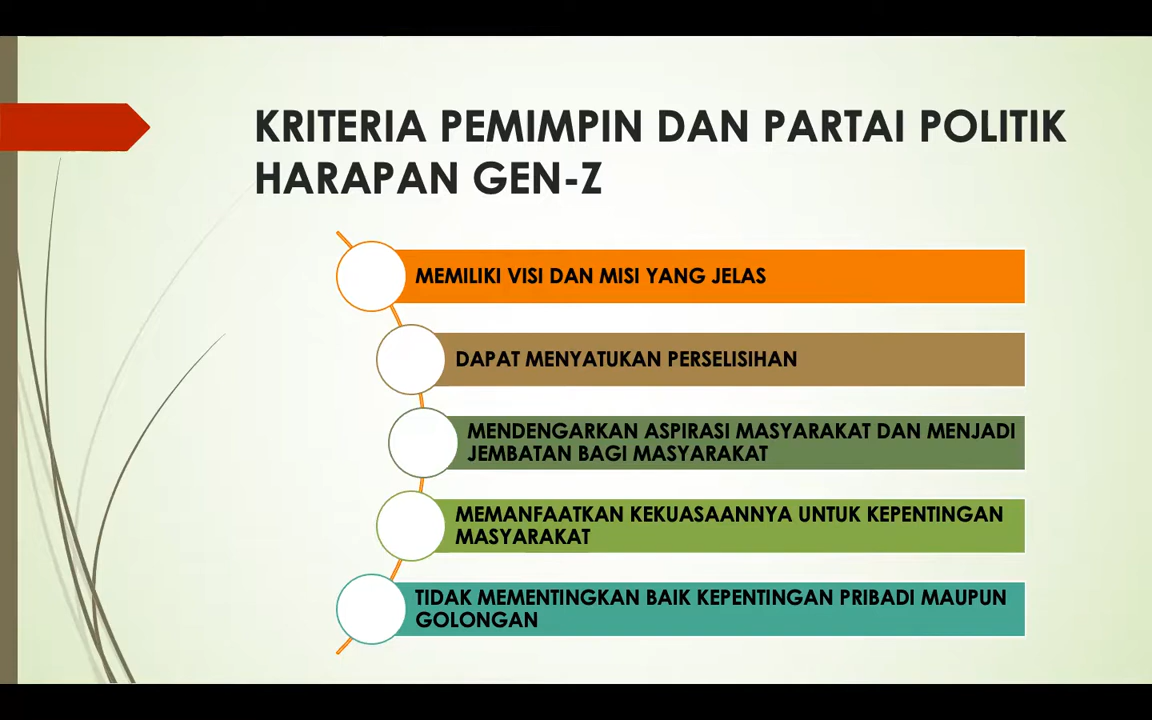 KRITERIA PEMIMPIN DAN PARTAI POLITIK
HARAPAN GEN-Z
MEMILIKI VISI DAN MISI YANG JELAS
DAPAT MENYATUKAN PERSELISIHAN
MENDENGARKAN ASPIRASI MASYARAKAT DAN MENJADI
JEMBATAN BAGI MASYARAKAT
MEMANFAATKAN KEKUASAANNYA UNTUK KEPENTINGAN
MASYARAKAT
TIDAK MEMENTINGKAN BAIK KEPENTINGAN PRIBADI MAUPUN
GOLONGAN